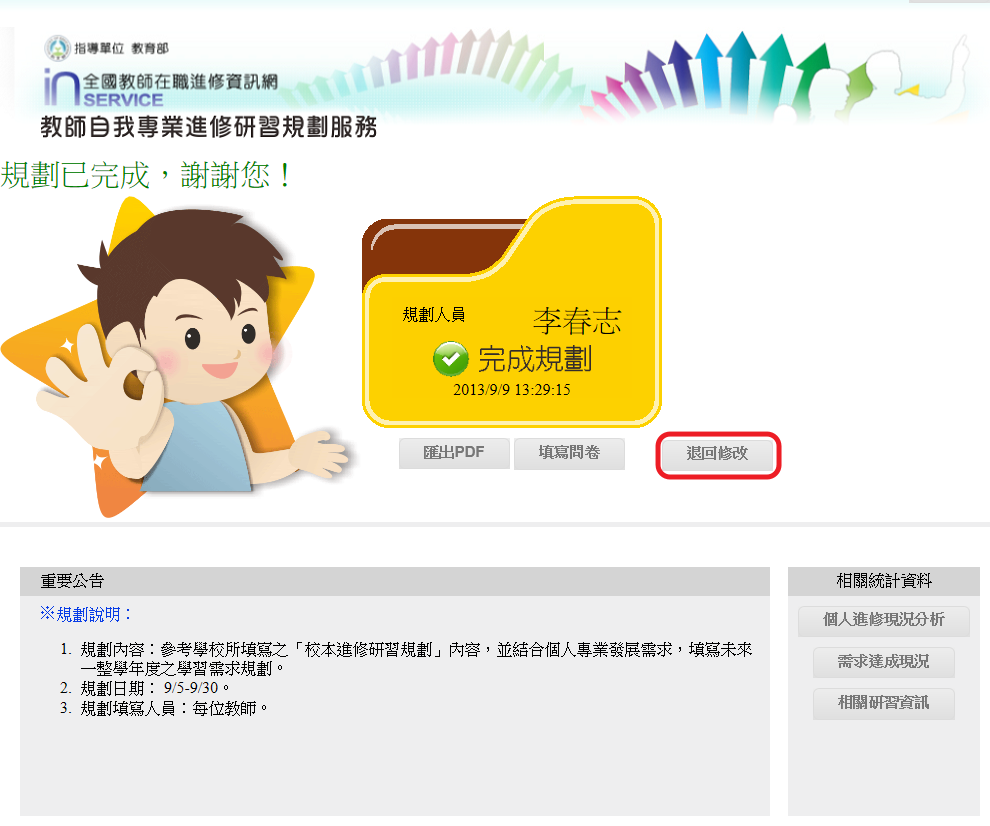 指導單位 教育部
in 全國教師在職進修資訊網
SERVICE
教師自我專業進修研習規劃服務
規劃已完成，謝謝您！
規劃人員 李春志
完成規劃
2013/9/9 13:29:15
匯出PDF 填寫問卷 退回修改
重要公告
※規劃說明：
1. 規劃內容：參考學校所填寫之「校本進修研習規劃」內容，並結合個人專業發展需求，填寫未來
一整學年度之學習需求規劃。
2. 規劃日期： 9/5-9/30。
3. 規劃填寫人員：每位教師。
相關統計資料
個人進修現況分析
需求達成現況
相關研習資訊